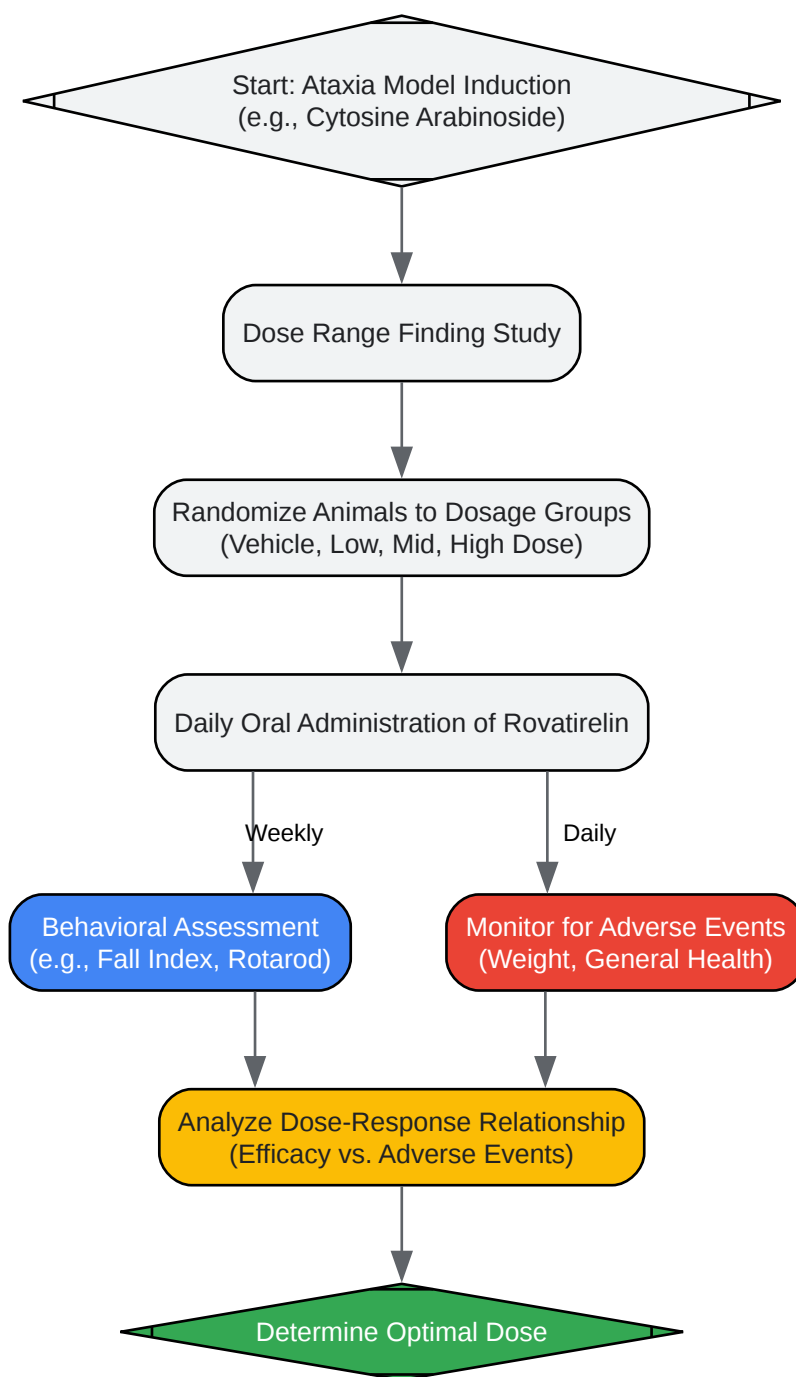 Start: Ataxia Model Induction
(e.g., Cytosine Arabinoside)
Dose Range Finding Study
Randomize Animals to Dosage Groups
(Vehicle, Low, Mid, High Dose)
Daily Oral Administration of Rovatirelin
Weekly
Daily
Behavioral Assessment
(e.g., Fall Index, Rotarod)
Monitor for Adverse Events
(Weight, General Health)
Analyze Dose-Response Relationship
(Efficacy vs. Adverse Events)
Determine Optimal Dose